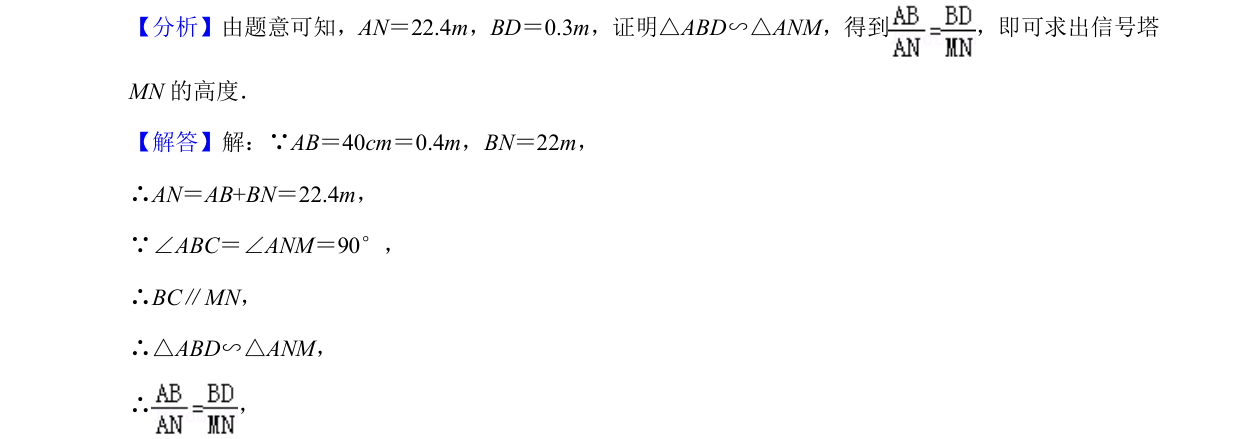 【分析】由题意可知，AN＝22.4m，BD＝0.3m，证明△ABD∽△ANM，得到AB/AN=BD/MN，即可求出信号塔
MN的高度．
【解答】解：∵AB＝40cm＝0.4m，BN＝22m，
∴AN＝AB+BN＝22.4m，
∵∠ABC＝∠ANM＝90°，
∴BC∥MN，
∴△ABD∽△ANM，
∴AB/AN=BD/MN，